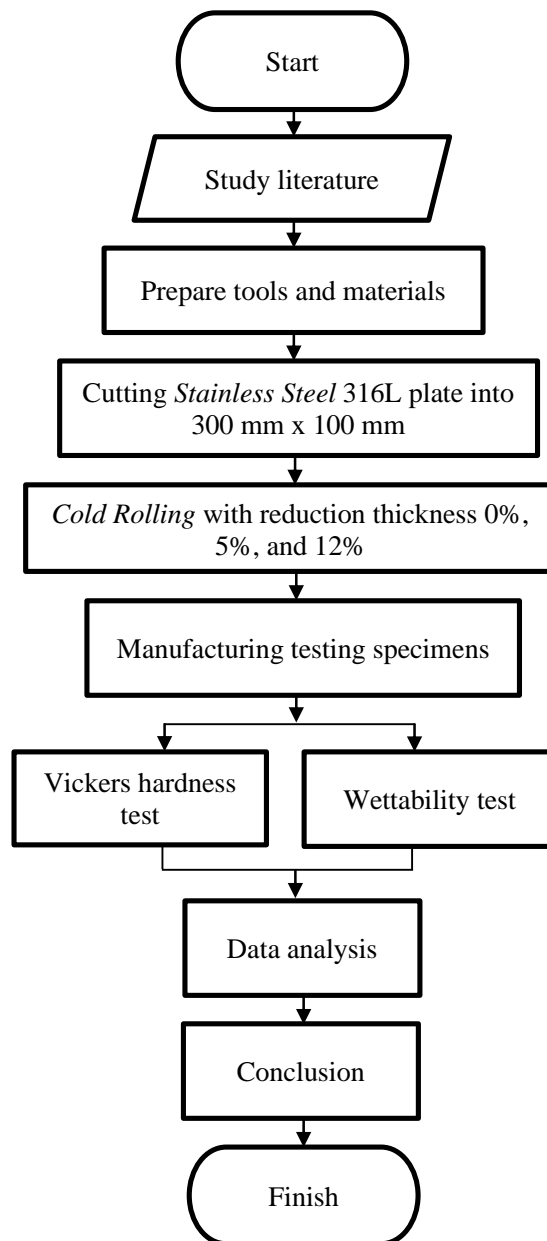 Start
Study literature
Prepare tools and materials
Cutting Stainless Steel 316L plate into
300 mm x 100 mm
Cold Rolling with reduction thickness 0%,
5%, and 12%
Manufacturing testing specimens
Vickers hardness
test
Wettability test
Data analysis
Conclusion
Finish